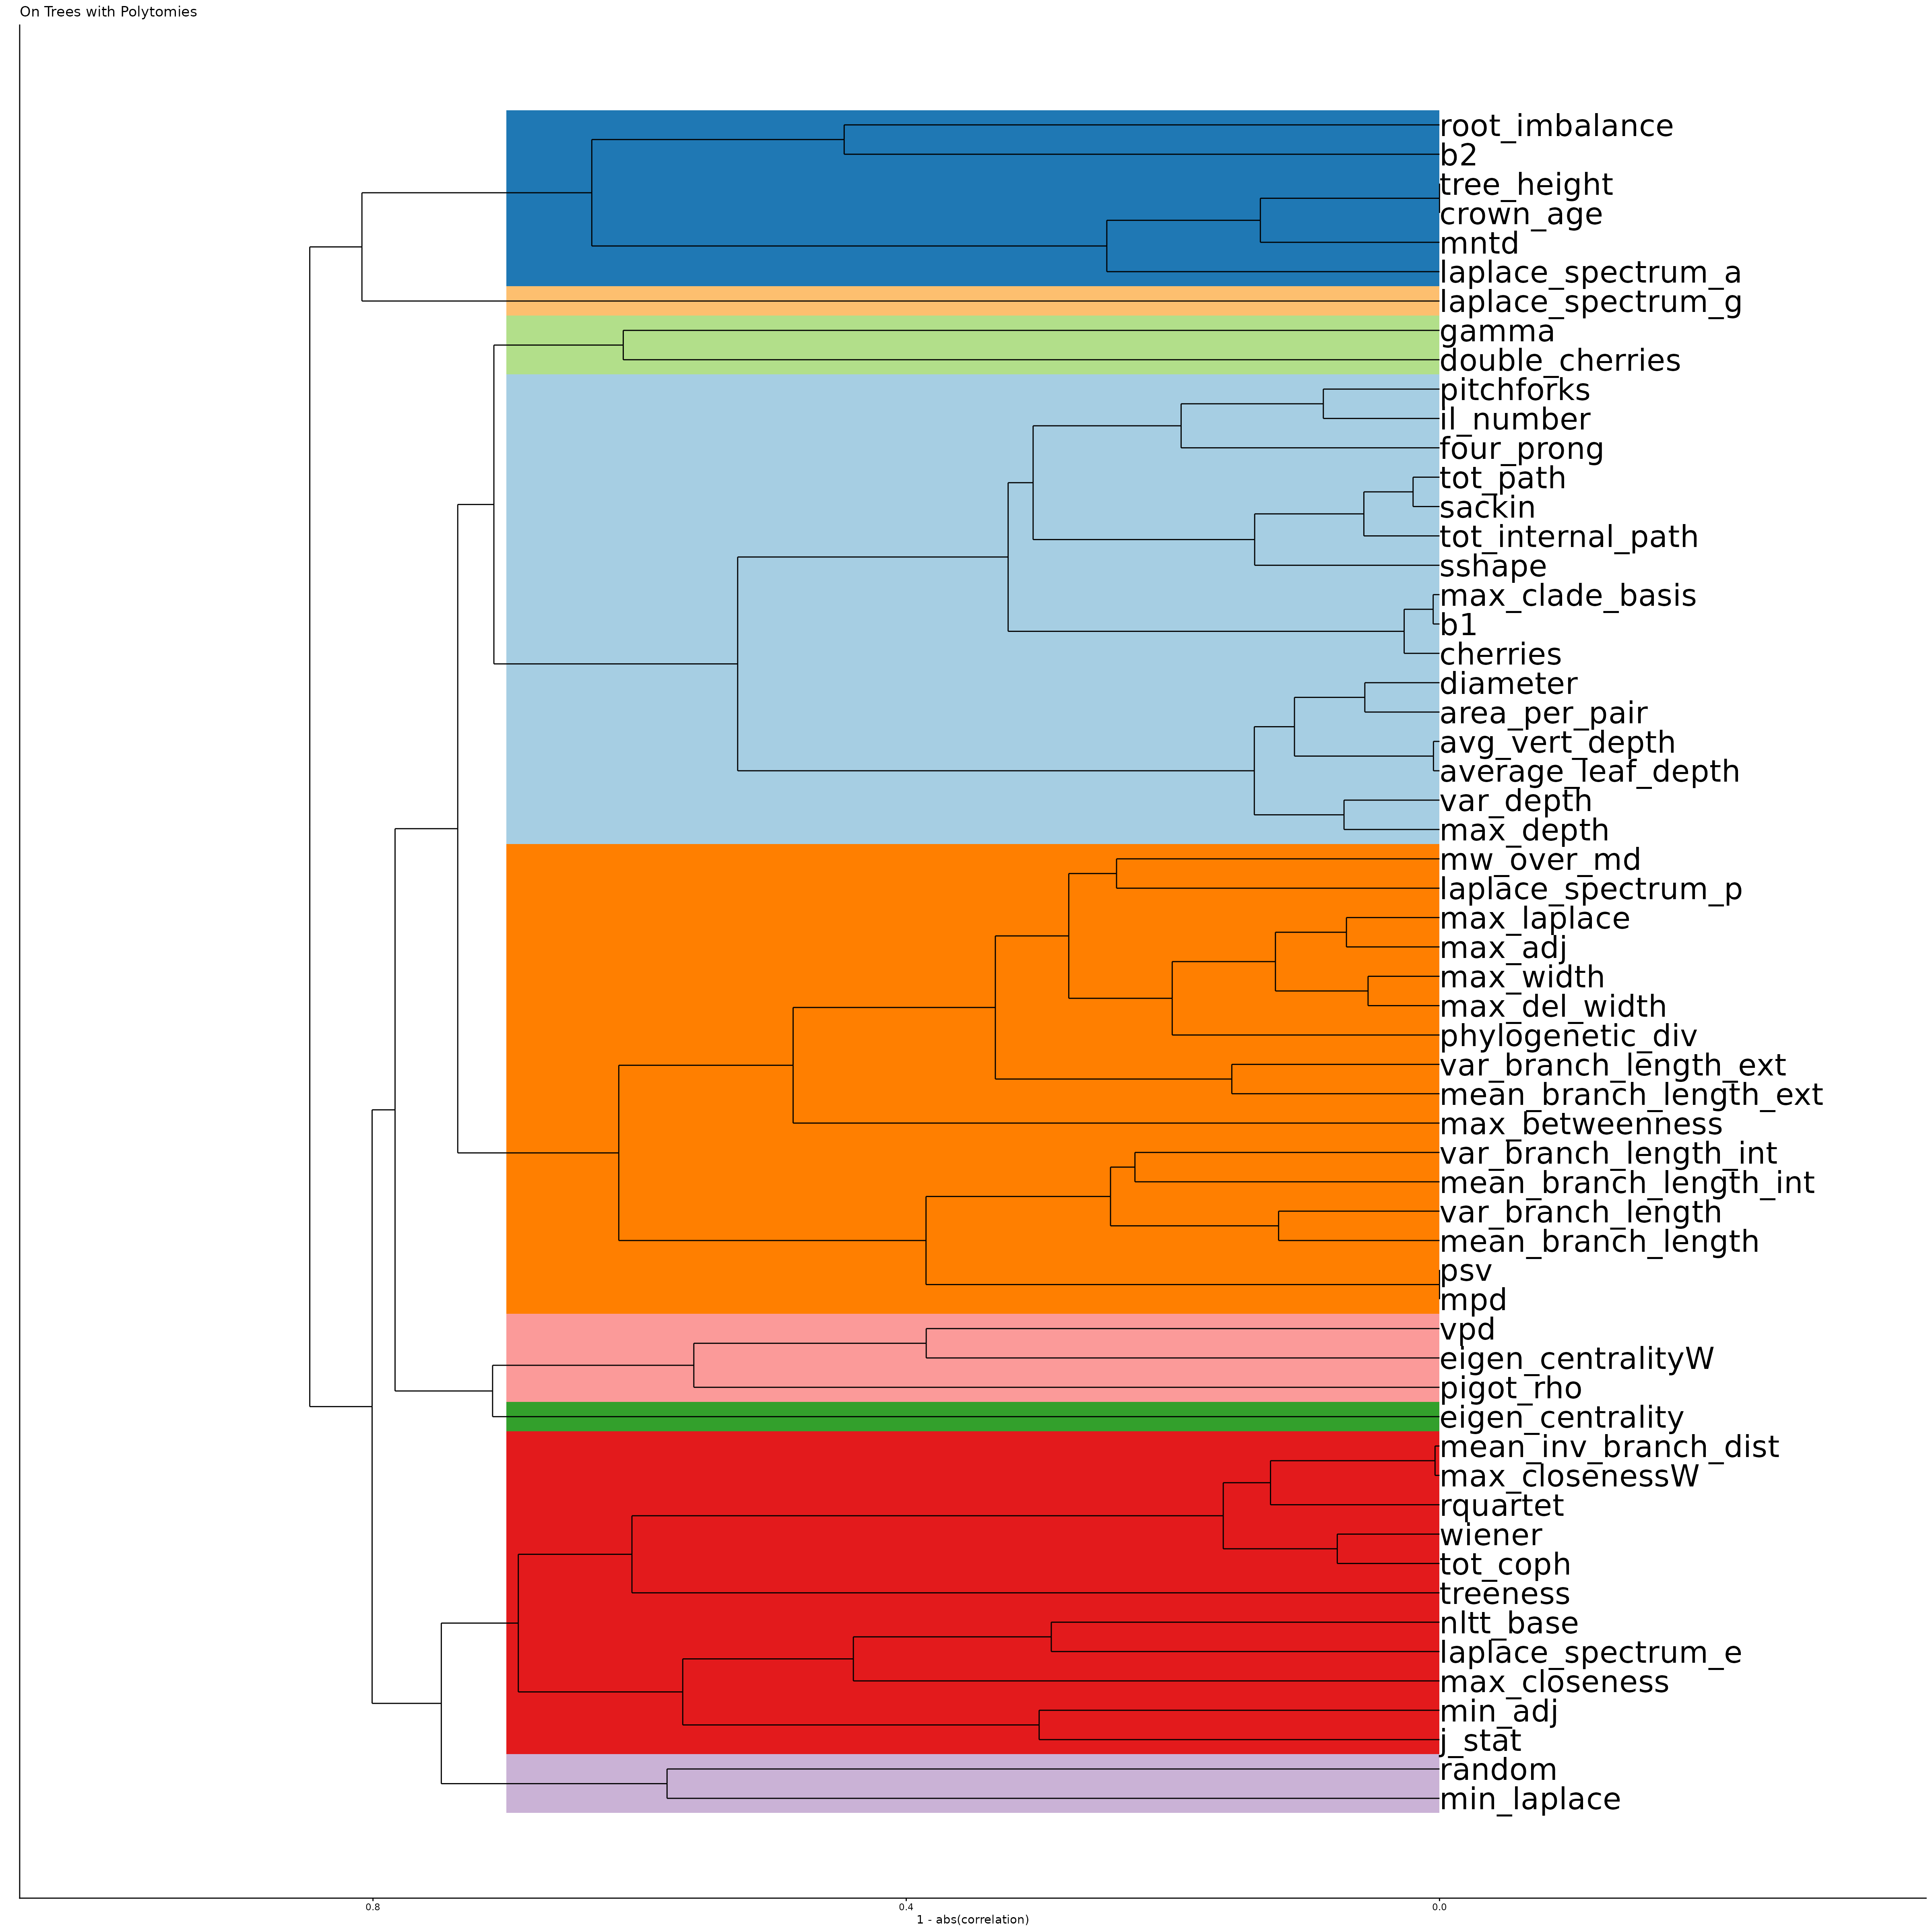 On Trees with Polytomies
root_imbalance
b2
tree_height
crown_age
mntd
laplace_spectrum_a
laplace_spectrum_g
gamma
double_cherries
pitchforks
il_number
four_prong
tot_path
sackin
tot_internal_path
sshape
max_clade_basis
b1
cherries
diameter
area_per_pair
avg_vert_depth
average_leaf_depth
var_depth
max_depth
mw_over_md
laplace_spectrum_p
max_laplace
max_adj
max_width
max_del_width
phylogenetic_div
var_branch_length_ext
mean_branch_length_ext
max_betweenness
var_branch_length_int
mean_branch_length_int
var_branch_length
mean_branch_length
psv
mpd
vpd
eigen_centralityW
pigot_rho
eigen_centrality
mean_inv_branch_dist
max_closenessW
rquartet
wiener
tot_coph
treeness
nltt_base
laplace_spectrum_e
max_closeness
min_adj
j_stat
random
min_laplace
0.8 0.4 0.0
1 - abs(correlation)